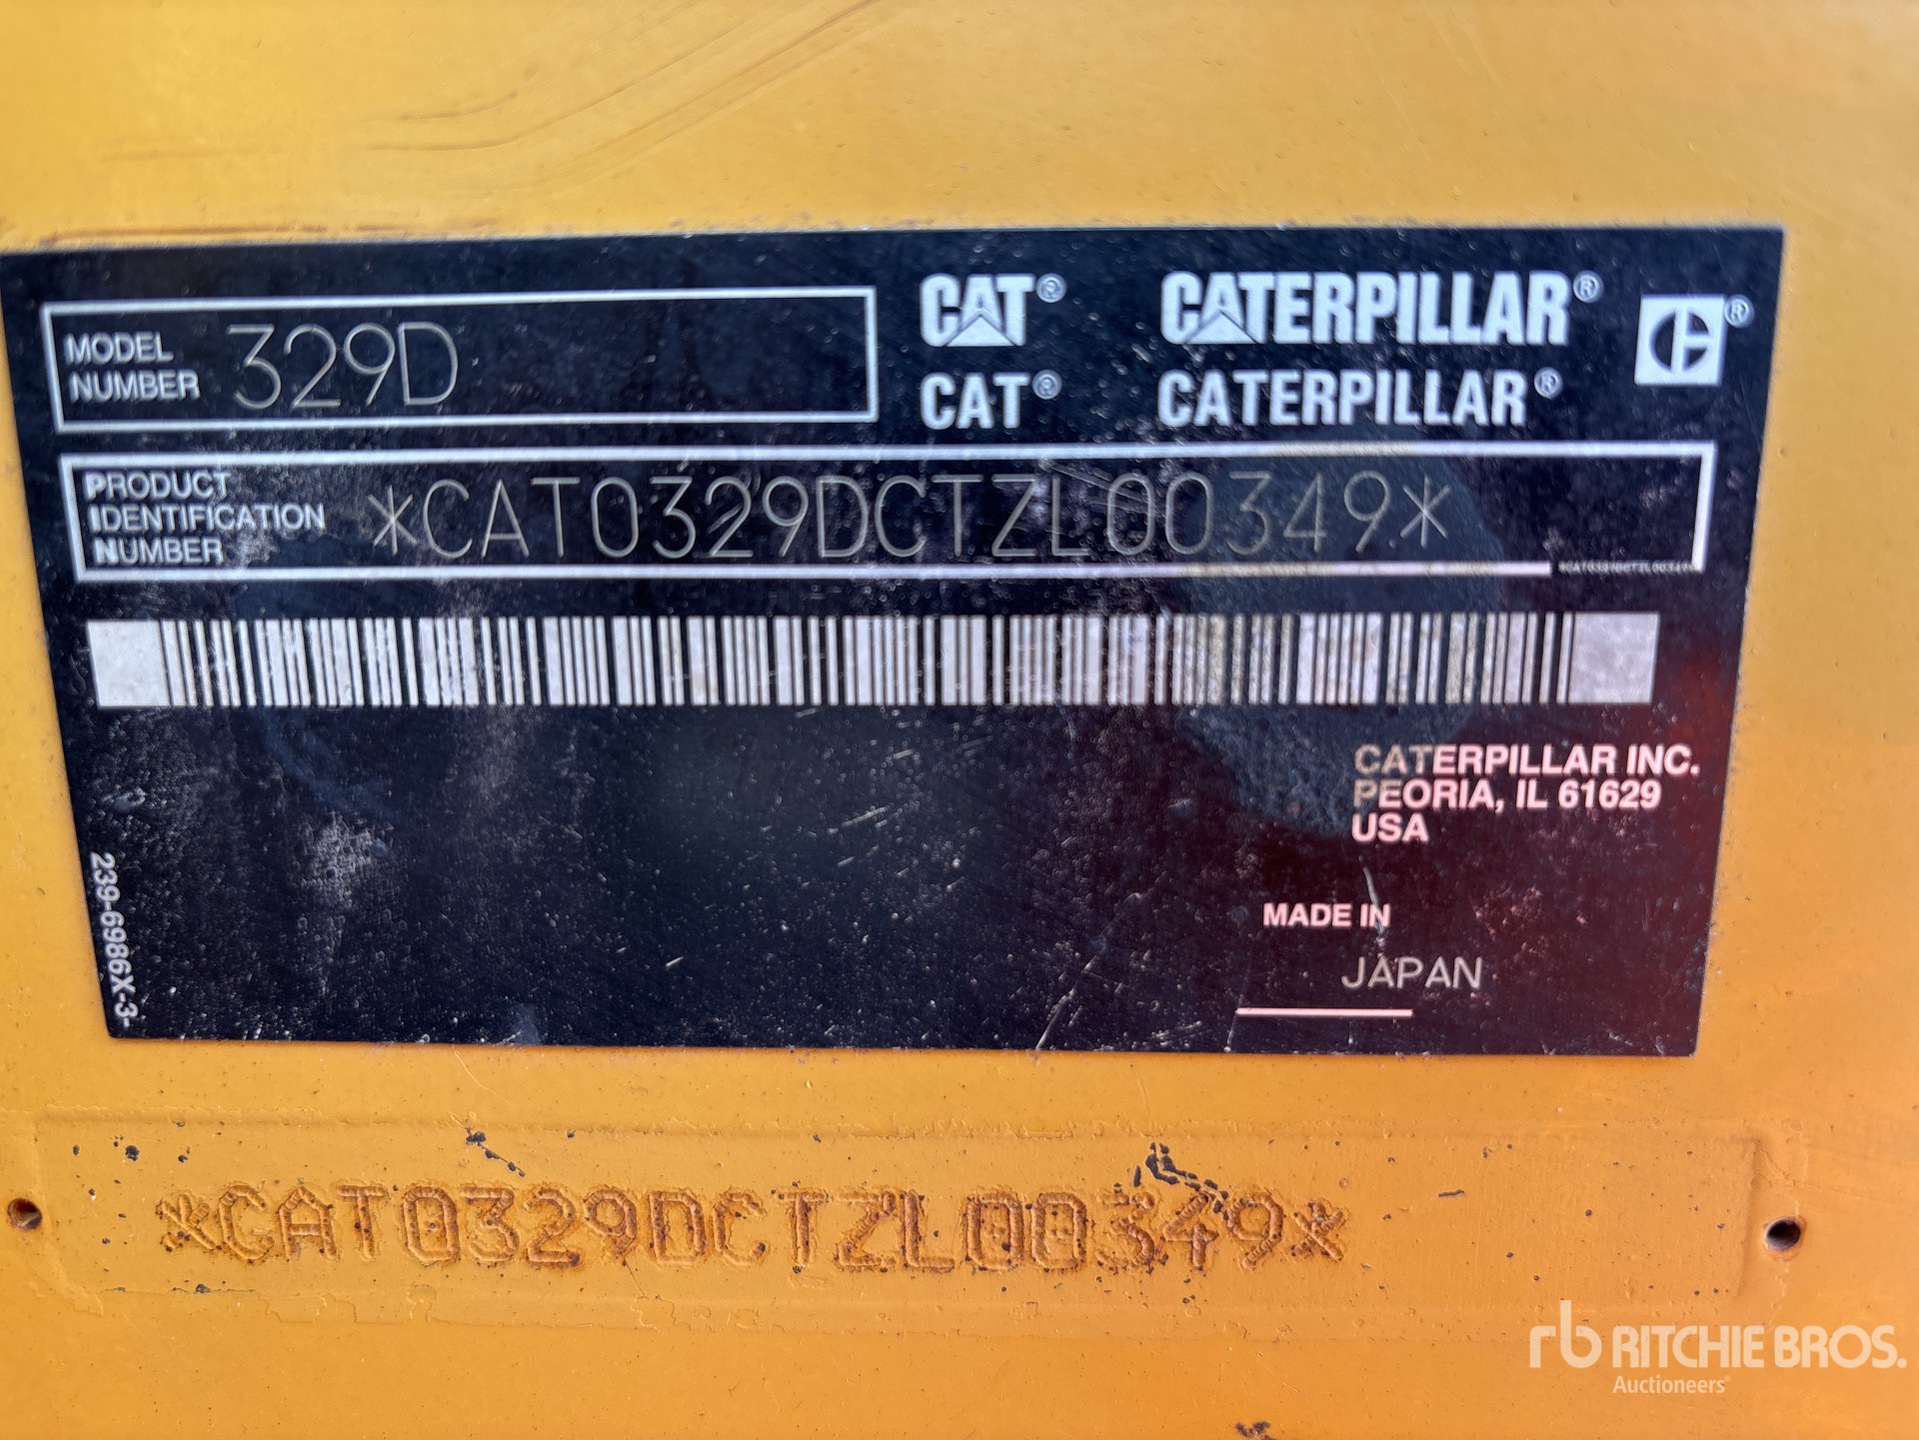 MODEL NUMBER 329D
CAT® CATERPILLAR® ®
CAT® CATERPILLAR®
PRODUCT IDENTIFICATION NUMBER *CAT0329DCTZL00349*
CATERPILLAR INC.
PEORIA, IL 61629
USA
MADE IN
JAPAN
239-6986X-3
*CAT0329DCTZL00349*
rb RITCHIE BROS.
Auctioneers